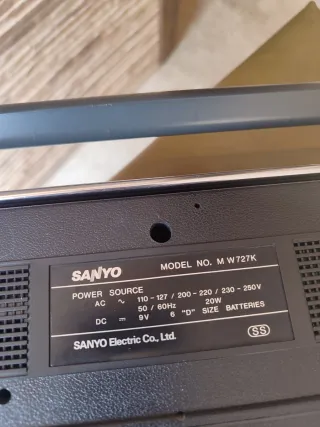 SANYO MODEL NO. M W727K
POWER SOURCE
AC ~ 110 - 127 / 200 - 220 / 230 - 250V
50 / 60Hz 20W
DC ⎓ 9V 6 "D" SIZE BATTERIES
SANYO Electric Co., Ltd. SS